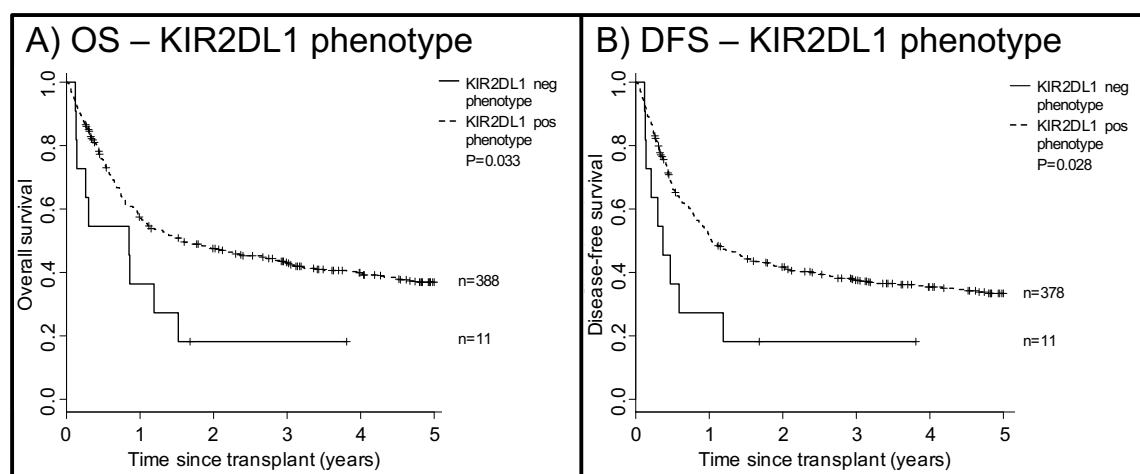 A) OS – KIR2DL1 phenotype
KIR2DL1 neg
phenotype
KIR2DL1 pos
phenotype
P=0.033
Overall survival
1.0
0.8
0.6
0.4
0.2
0.0
n=388
n=11
0 1 2 3 4 5
Time since transplant (years)
B) DFS – KIR2DL1 phenotype
KIR2DL1 neg
phenotype
KIR2DL1 pos
phenotype
P=0.028
Disease-free survival
1.0
0.8
0.6
0.4
0.2
0.0
n=378
n=11
0 1 2 3 4 5
Time since transplant (years)